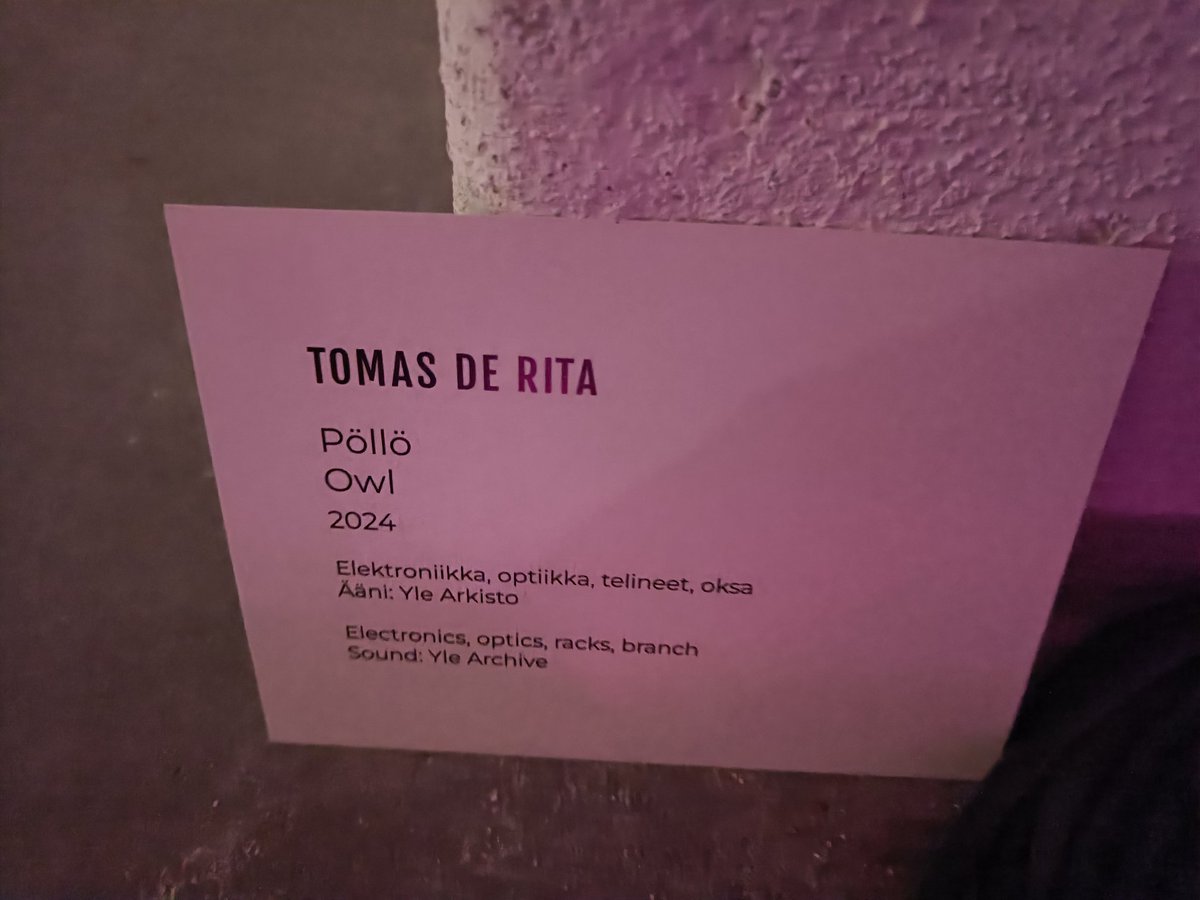 TOMAS DE RITA
Pöllö
Owl
2024
Elektroniikka, optiikka, telineet, oksa
Ääni: Yle Arkisto
Electronics, optics, racks, branch
Sound: Yle Archive